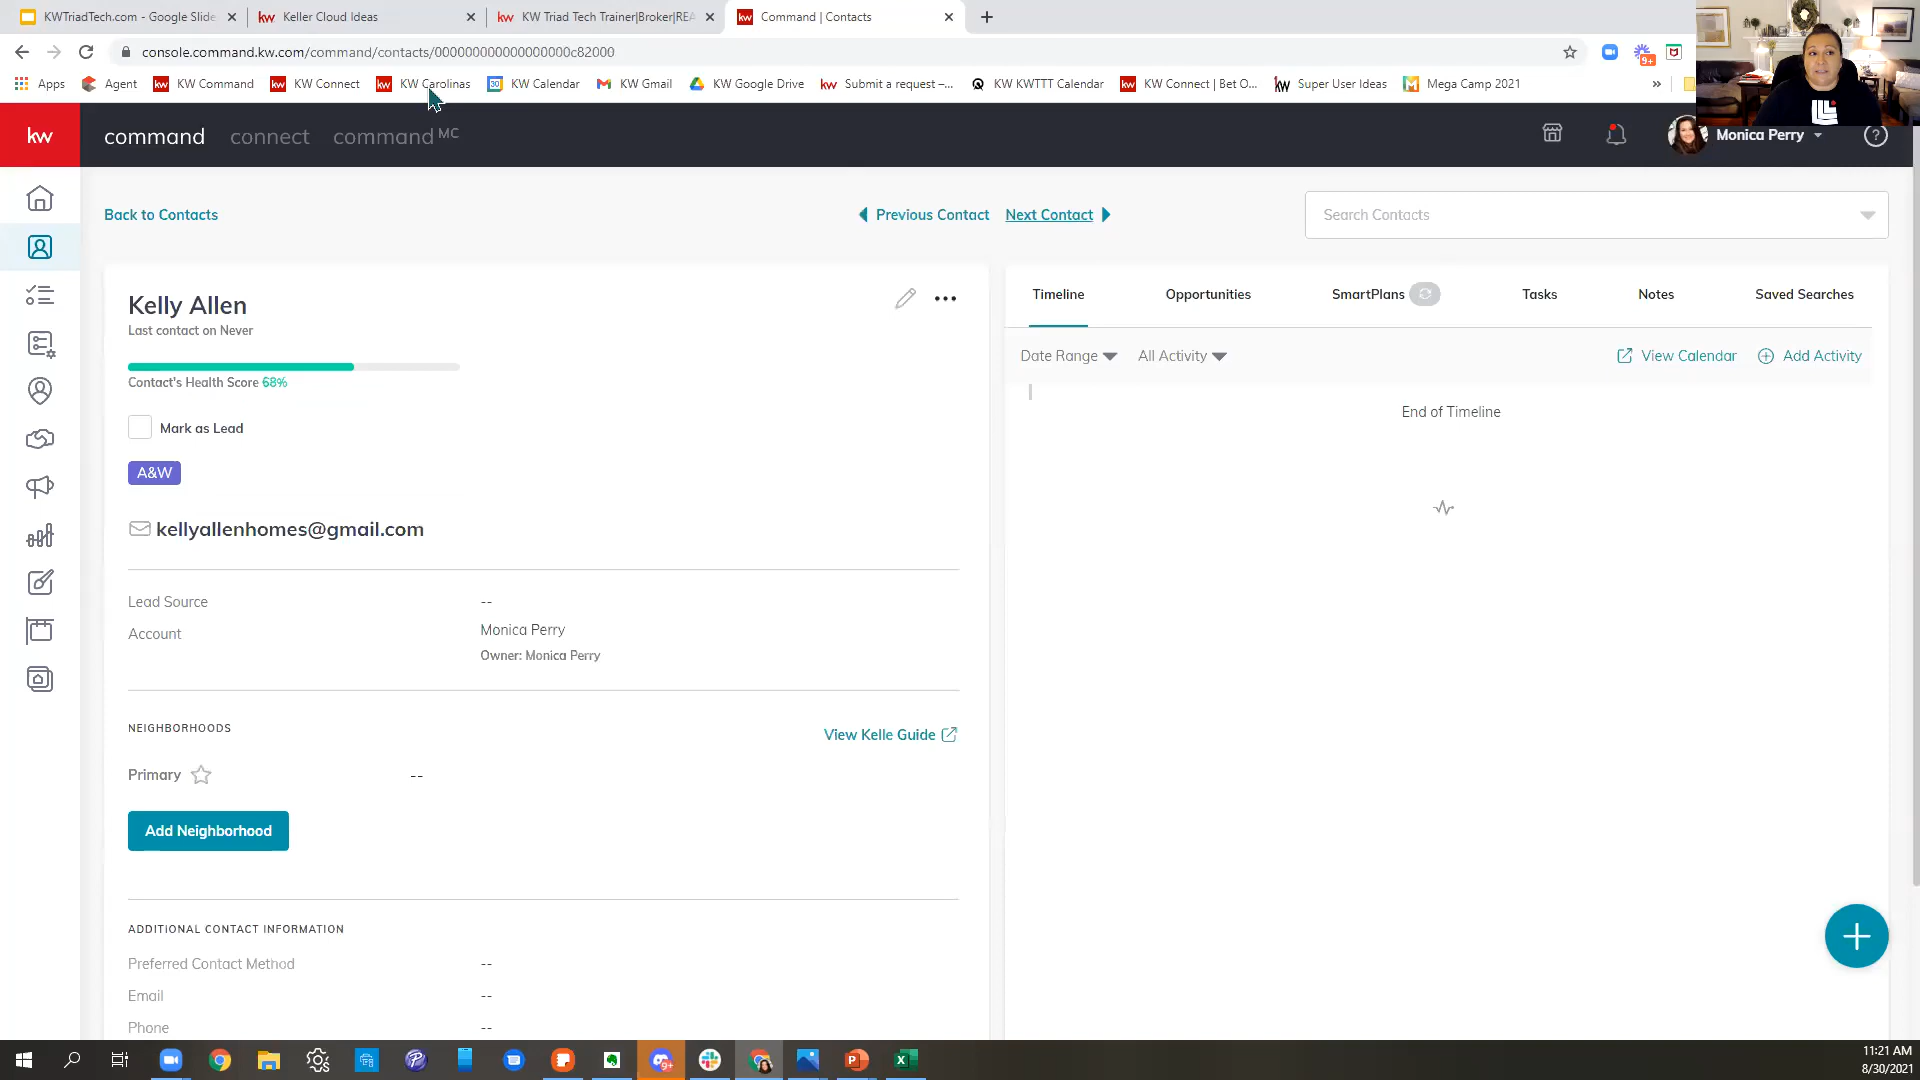 KWTriadTech.com - Google Slide
Keller Cloud Ideas
KW Triad Tech Trainer|Broker|REA
Command | Contacts
console.command.kw.com/command/contacts/000000000000000000c82000
Apps
Agent
KW Command
KW Connect
KW Carolinas
KW Calendar
KW Gmail
KW Google Drive
Submit a request –...
KW KWTTT Calendar
KW Connect | Bet O...
Super User Ideas
Mega Camp 2021
kw
command
connect
command MC
Monica Perry
Back to Contacts
Previous Contact
Next Contact
Search Contacts
Kelly Allen
Last contact on Never
Contact's Health Score 68%
Mark as Lead
A&W
kellyallenhomes@gmail.com
Lead Source
--
Account
Monica Perry
Owner: Monica Perry
NEIGHBORHOODS
View Kelle Guide
Primary
--
Add Neighborhood
ADDITIONAL CONTACT INFORMATION
Preferred Contact Method
--
Email
--
Phone
--
Timeline
Opportunities
SmartPlans
Tasks
Notes
Saved Searches
Date Range
All Activity
View Calendar
Add Activity
End of Timeline
11:21 AM
8/30/2021